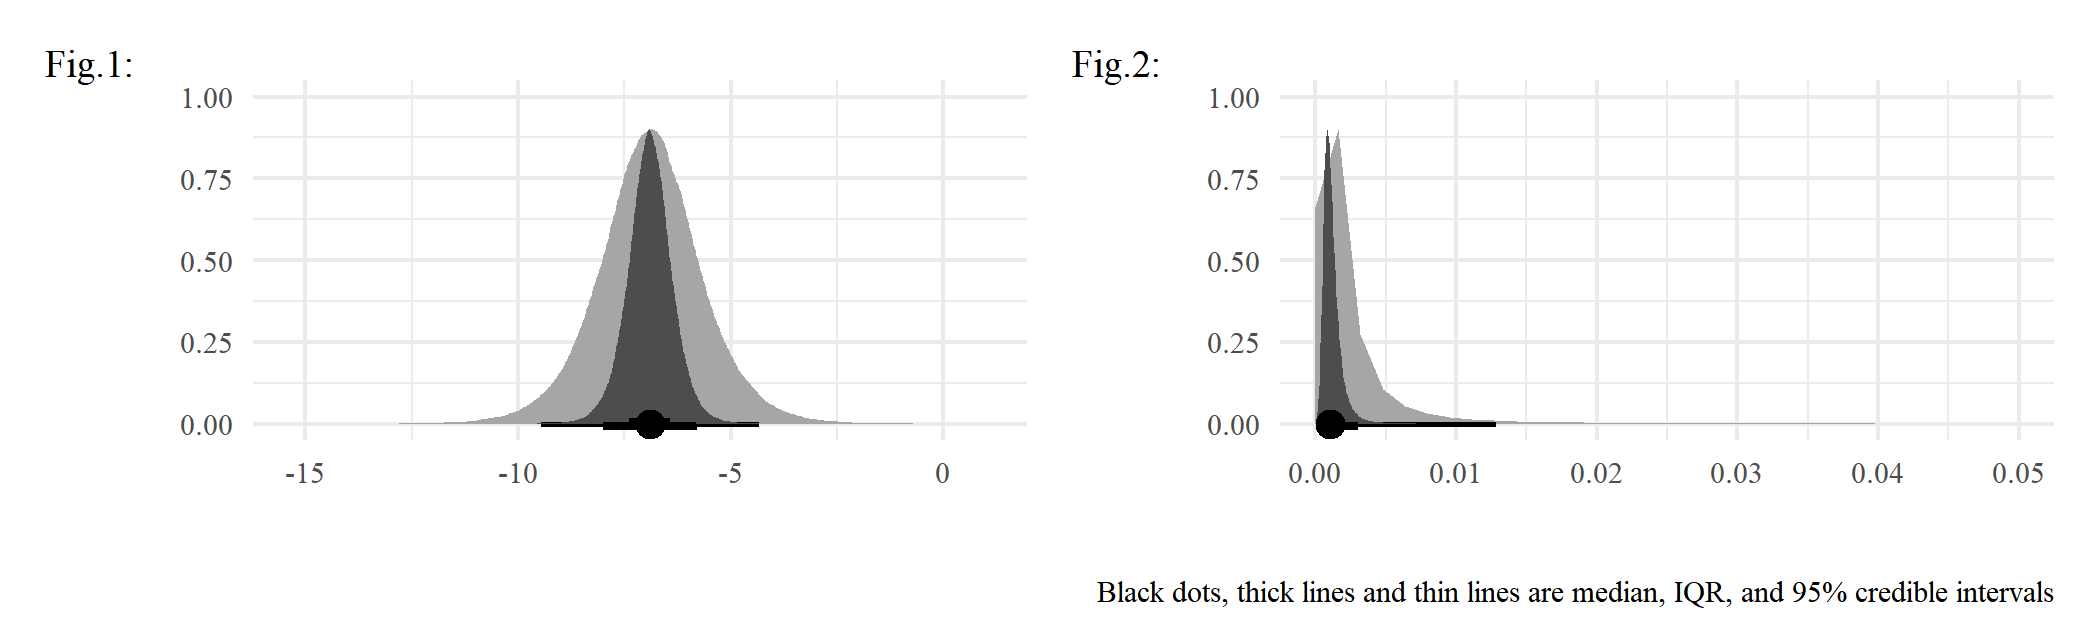 Fig.1:
1.00
0.75
0.50
0.25
0.00
-15 -10 -5 0
Fig.2:
1.00
0.75
0.50
0.25
0.00
0.00 0.01 0.02 0.03 0.04 0.05
Black dots, thick lines and thin lines are median, IQR, and 95% credible intervals